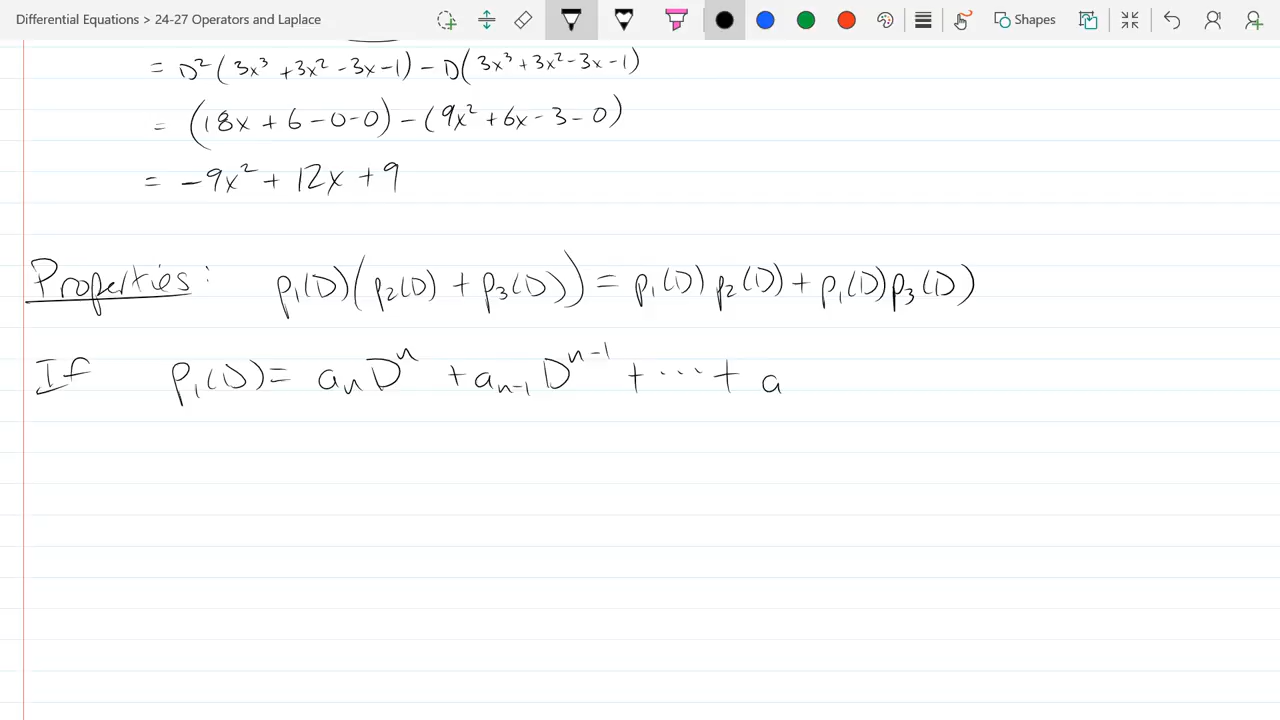 Differential Equations > 24-27 Operators and Laplace
Shapes
= D²(3x³ + 3x² - 3x - 1) - D(3x³ + 3x² - 3x - 1)
= (18x + 6 - 0 - 0) - (9x² + 6x - 3 - 0)
= -9x² + 12x + 9
Properties: p₁(D)(p₂(D) + p₃(D)) = p₁(D)p₂(D) + p₁(D)p₃(D)
If p₁(D) = aₙDⁿ + aₙ₋₁Dⁿ⁻¹ + ⋯ + a